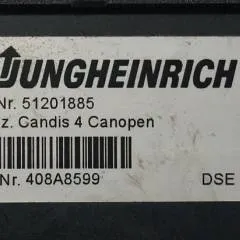 JUNGHEINRICH
Nr. 51201885
z. Candis 4 Canopen
Nr. 408A8599 DSE